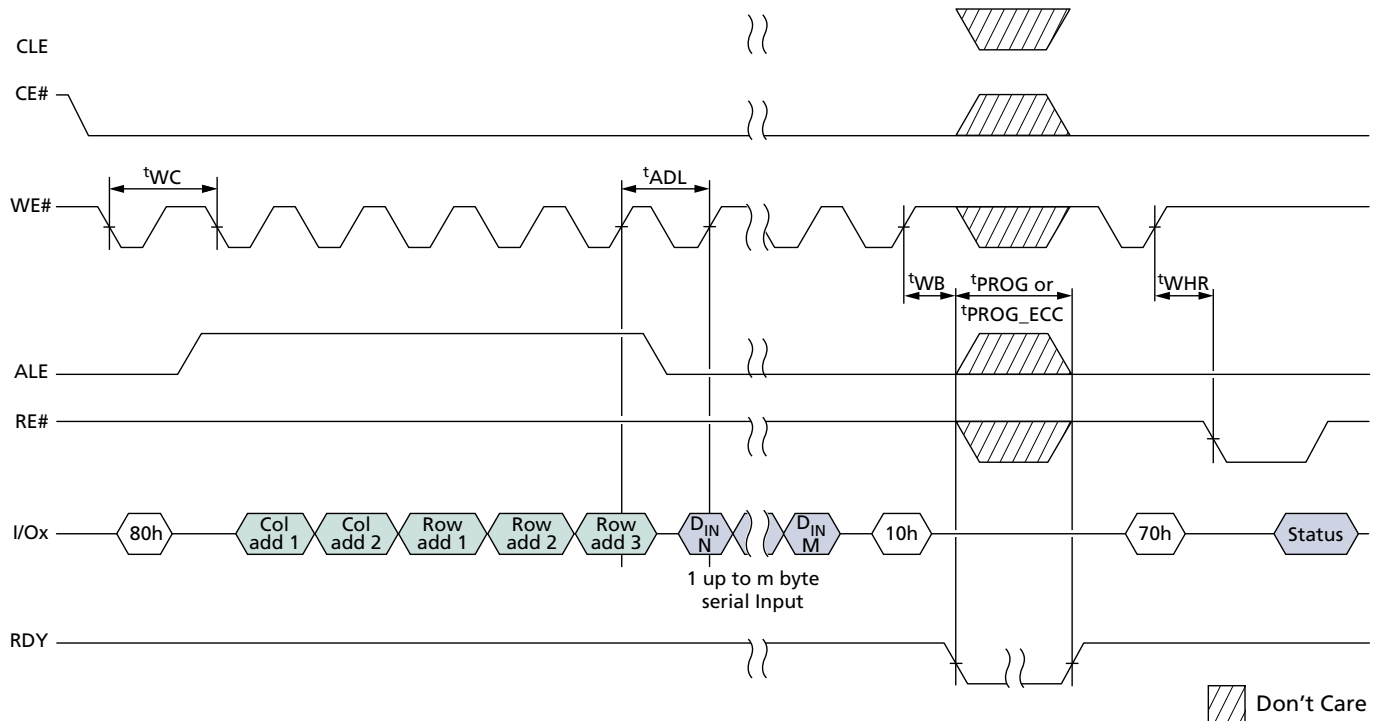 CLE
CE#
tWC
tADL
WE#
tWB
tPROG or
tPROG_ECC
tWHR
ALE
RE#
I/Ox
80h
Col
add 1
Col
add 2
Row
add 1
Row
add 2
Row
add 3
DIN
N
DIN
M
10h
70h
Status
1 up to m byte
serial Input
RDY
Don't Care